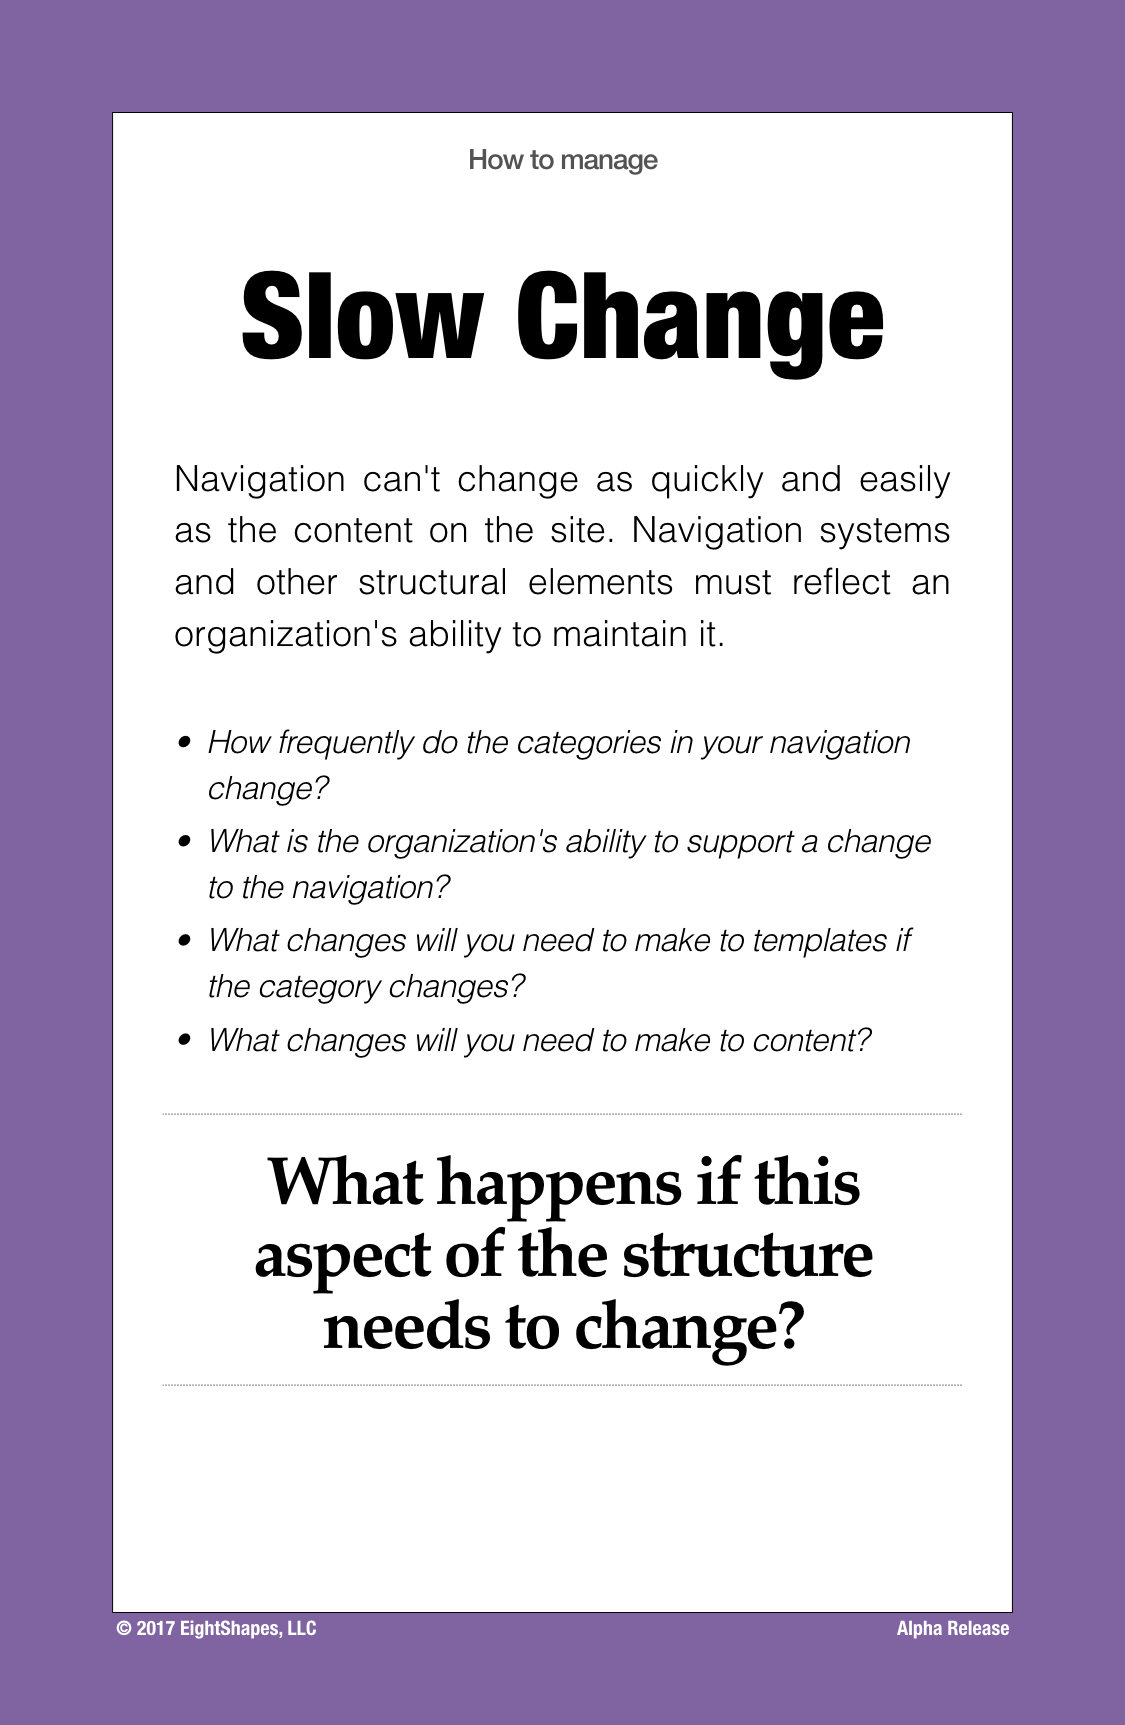 How to manage
Slow Change
Navigation can't change as quickly and easily
as the content on the site. Navigation systems
and other structural elements must reflect an
organization's ability to maintain it.
• How frequently do the categories in your navigation
change?
• What is the organization's ability to support a change
to the navigation?
• What changes will you need to make to templates if
the category changes?
• What changes will you need to make to content?
What happens if this
aspect of the structure
needs to change?
© 2017 EightShapes, LLC
Alpha Release